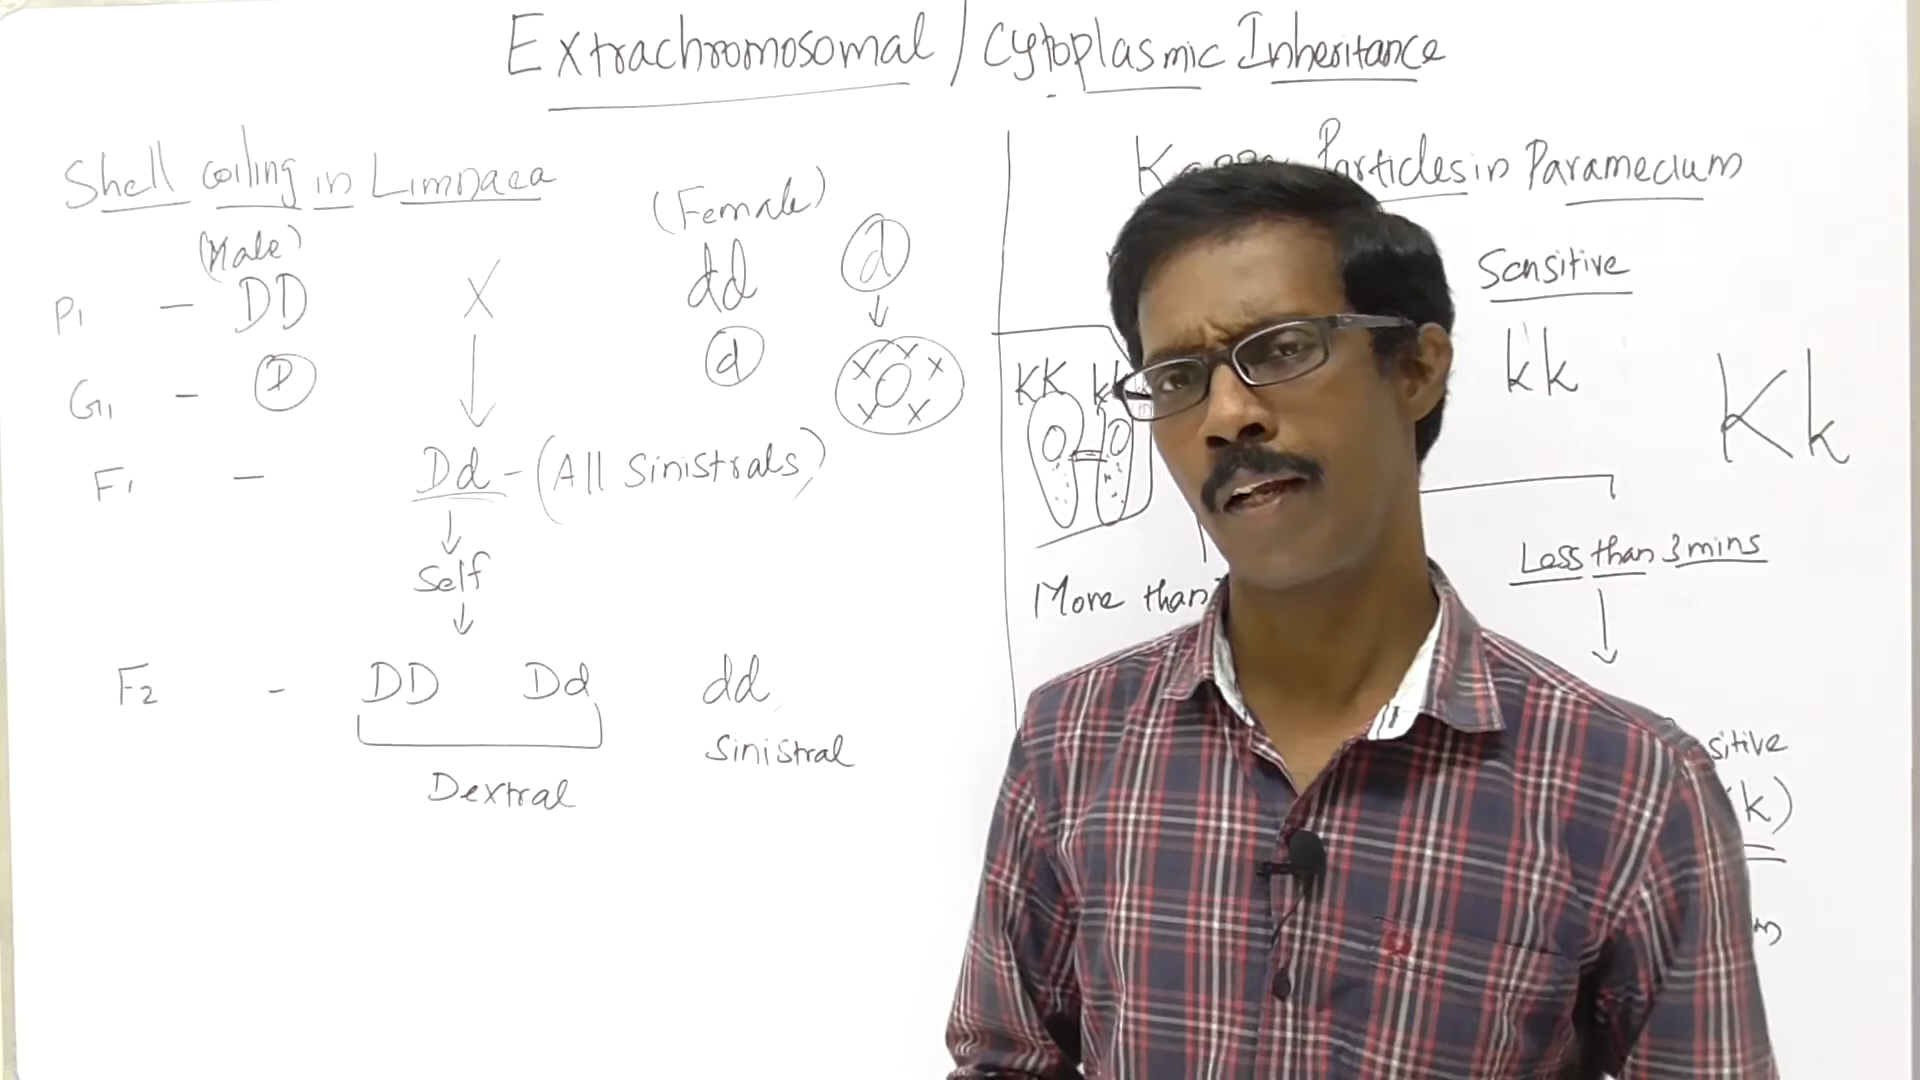 Extrachromosomal / Cytoplasmic Inheritance
Shell coiling in Limnaea
(Male)
(Female)
P1 - DD X dd d
G1 - D d
F1 - Dd - (All Sinistrals)
Self
F2 - DD Dd dd
Dextral
Sinistral
Particles in Paramecium
Sensitive
KK
kk
Kk
More than
Less than 3 mins
sitive
k)